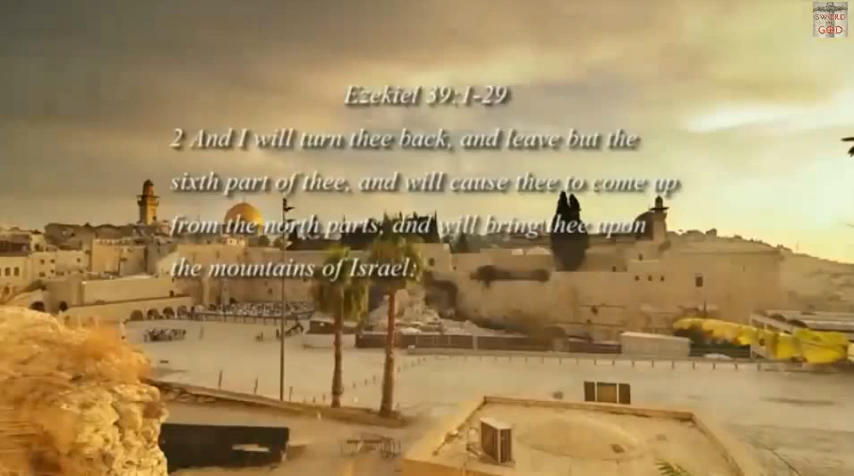 SWORD
OF
GOD
Ezekiel 39:1-29
2 And I will turn thee back, and leave but the
sixth part of thee, and will cause thee to come up
from the north parts, and will bring thee upon
the mountains of Israel: